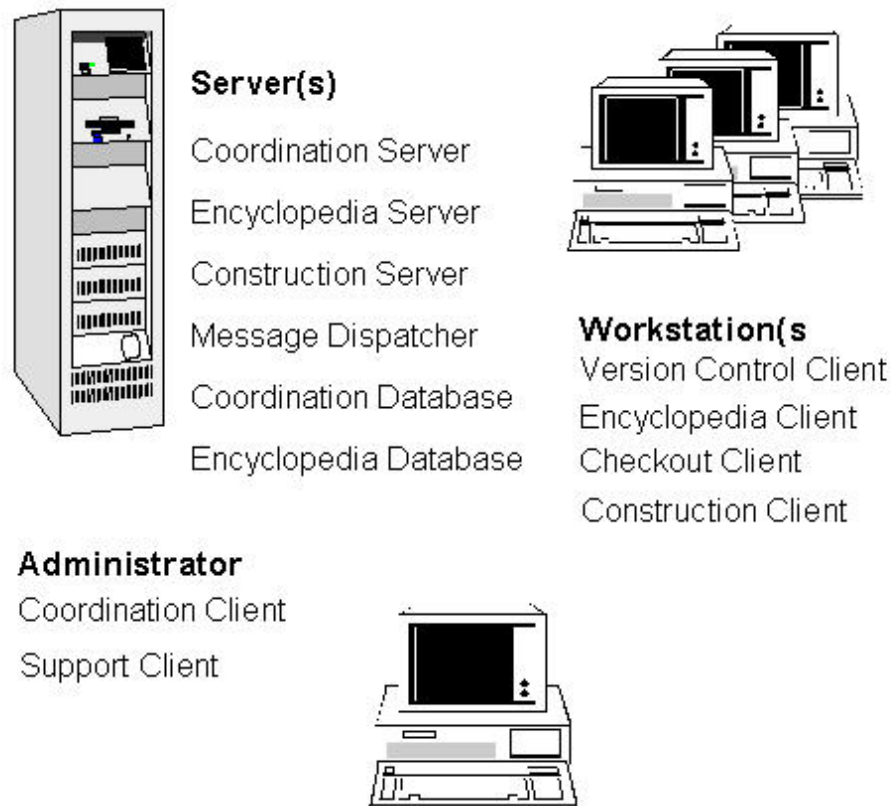 Server(s)
Coordination Server
Encyclopedia Server
Construction Server
Message Dispatcher
Coordination Database
Encyclopedia Database
Workstation(s
Version Control Client
Encyclopedia Client
Checkout Client
Construction Client
Administrator
Coordination Client
Support Client